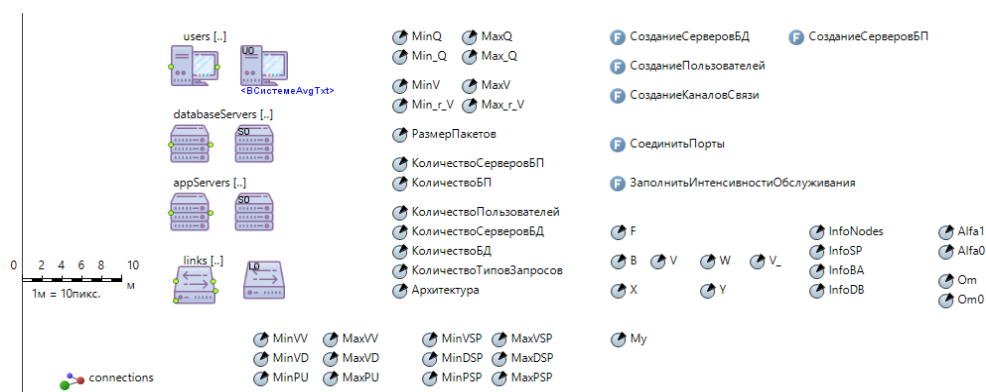 users [..]
U0
<ВСистемеAvgTxt>
databaseServers [..]
S0
appServers [..]
S0
links [..]
L0
0 2 4 6 8 10
м
1м = 10пикс.
connections
MinQ MaxQ
Min_Q Max_Q
MinV MaxV
Min_r_V Max_r_V
РазмерПакетов
КоличествоСерверовБП
КоличествоБП
КоличествоПользователей
КоличествоСерверовБД
КоличествоБД
КоличествоТиповЗапросов
Архитектура
MinVV MaxVV MinVSP MaxVSP
MinVD MaxVD MinDSP MaxDSP
MinPU MaxPU MinPSP MaxPSP
F СозданиеСерверовБД F СозданиеСерверовБП
F СозданиеПользователей
F СозданиеКаналовСвязи
F СоединитьПорты
F ЗаполнитьИнтенсивностиОбслуживания
F InfoNodes Alfa1
InfoSP Alfa0
B V W V_ InfoBA
Om
X Y InfoDB
Om0
My